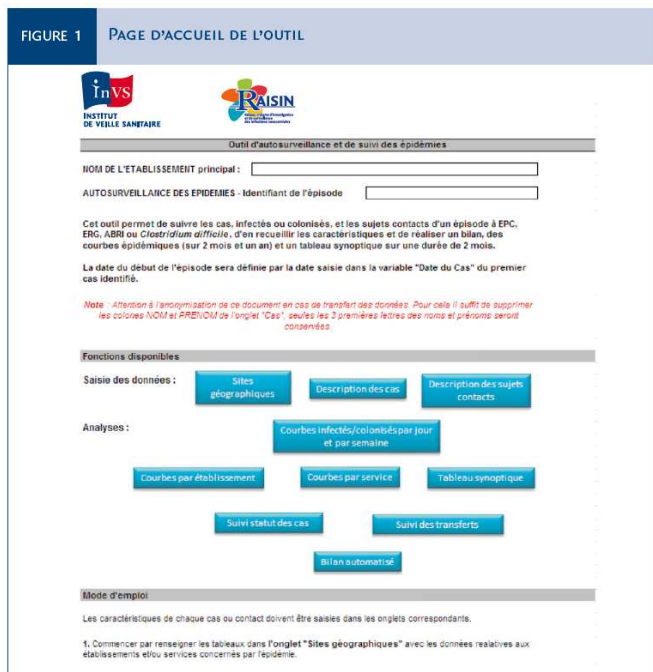 FIGURE 1
PAGE D'ACCUEIL DE L'OUTIL
InVS
INSTITUT
DE VEILLE SANITAIRE
RAISIN
Outil d'autosurveillance et de suivi des épidémies
NOM DE L'ETABLISSEMENT principal :
AUTOSURVEILLANCE DES EPIDEMIES - Identifiant de l'épisode
Cet outil permet de suivre les cas, infectés ou colonisés, et les sujets contacts d'un épisode à EPC,
ERG, ABRI ou Clostridium difficile, d'en recueillir les caractéristiques et de réaliser un bilan, des
courbes épidémiques (sur 2 mois et un an) et un tableau synoptique sur une durée de 2 mois.
La date du début de l'épisode sera définie par la date saisie dans la variable "Date du Cas" du premier
cas identifié.
Note : Attention à l'anonymisation de ce document en cas de transfert des données. Pour cela il suffit de supprimer
les colones NOM et PRENOM de l'onglet "Cas", seules les 3 premières lettres des noms et prénoms seront
conservées.
Fonctions disponibles
Saisie des données :
Sites
géographiques
Description des cas
Description des sujets
contacts
Analyses :
Courbes infectés/colonisés par jour
et par semaine
Courbes par établissement
Courbes par service
Tableau synoptique
Suivi statut des cas
Suivi des transferts
Bilan automatisé
Mode d'emploi
Les caractéristiques de chaque cas ou contact doivent être saisies dans les onglets correspondants.
1. Commencer par renseigner les tableaux dans l'onglet "Sites géographiques" avec les données realatives aux
établissements et/ou services concernés par l'épidémie.